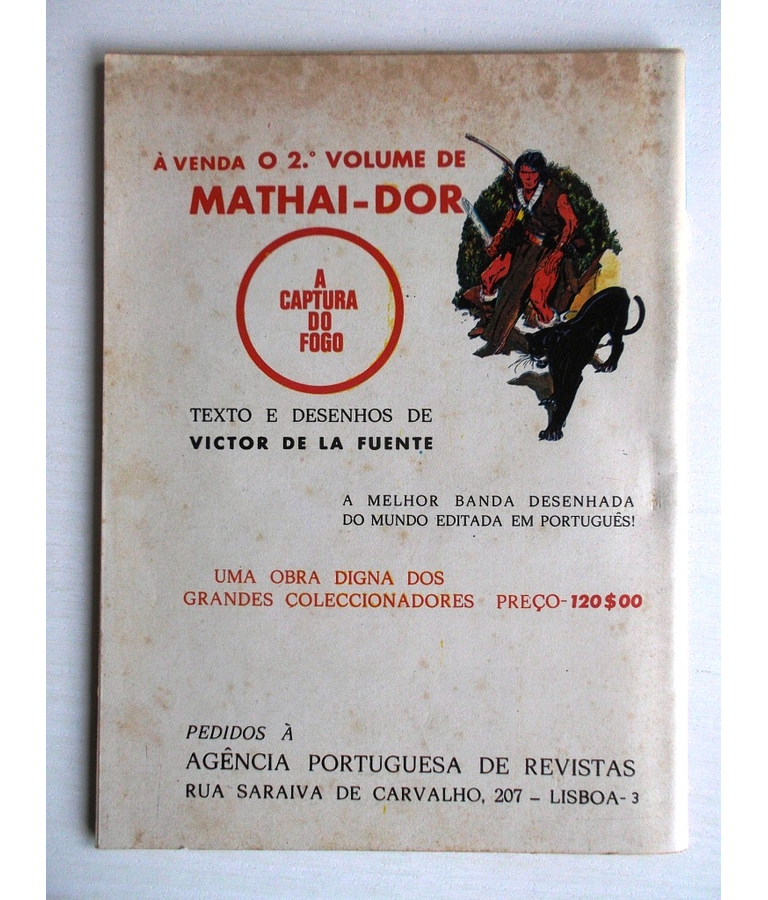 À VENDA O 2.º VOLUME DE
MATHAI-DOR
A
CAPTURA
DO
FOGO
TEXTO E DESENHOS DE
VICTOR DE LA FUENTE
A MELHOR BANDA DESENHADA
DO MUNDO EDITADA EM PORTUGUÊS!
UMA OBRA DIGNA DOS
GRANDES COLECCIONADORES PREÇO-120$00
PEDIDOS À
AGÊNCIA PORTUGUESA DE REVISTAS
RUA SARAIVA DE CARVALHO, 207 – LISBOA-3